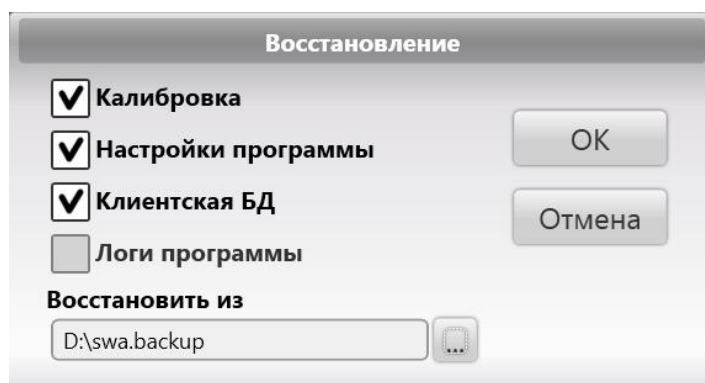 Восстановление
Калибровка
Настройки программы
Клиентская БД
Логи программы
OK
Отмена
Восстановить из
D:\swa.backup
...